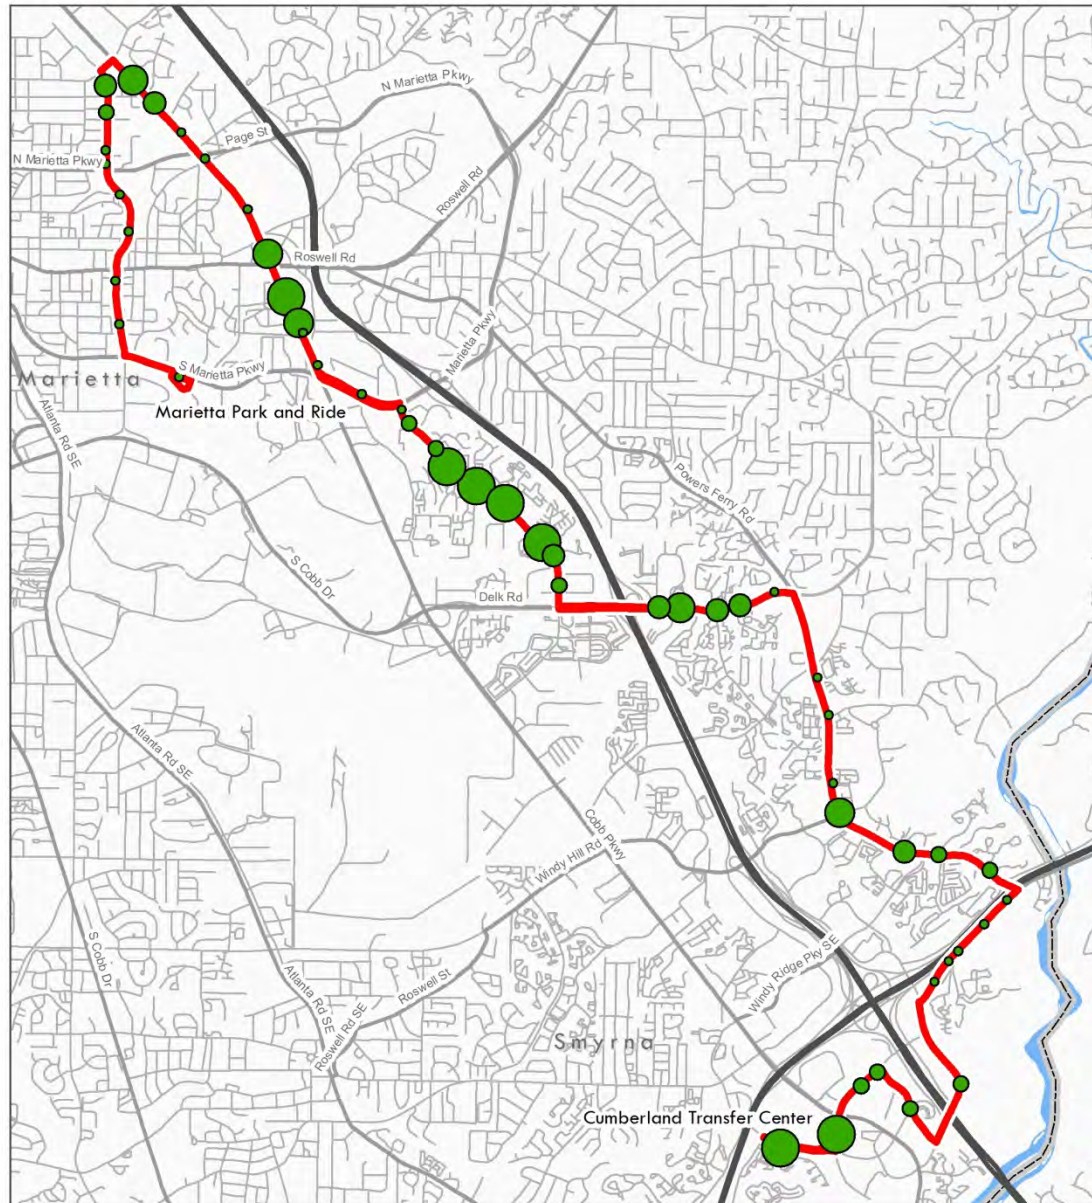 N Marietta Pkwy
Page St
N Marietta Pkwy
Roswell Rd
Roswell Rd
Marietta Pkwy
S Marietta Pkwy
Marietta
Marietta Park and Ride
Atlanta Rd SE
Powers Ferry Rd
S Cobb Dr
Delk Rd
Atlanta Rd SE
Cobb Pkwy
Windy Hill Rd
S Cobb Dr
Windy Ridge Pky SE
Roswell St
Atlanta Rd SE
Roswell Rd SE
Smyrna
Cumberland Transfer Center